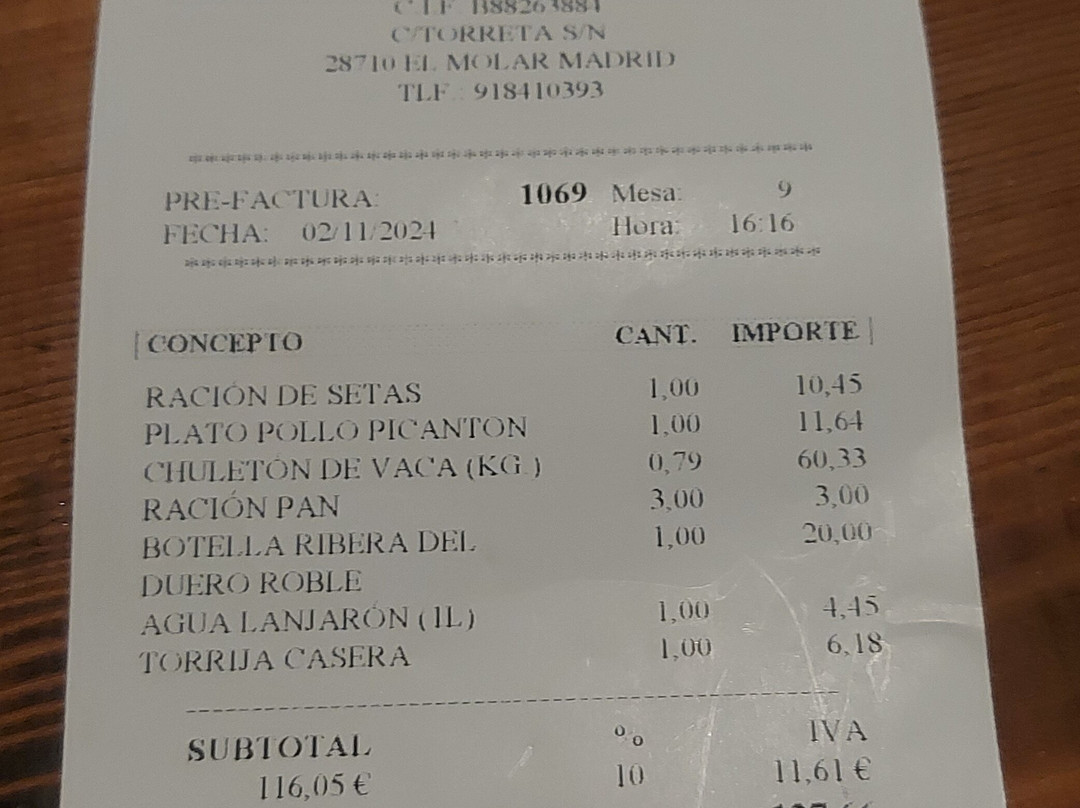 C.I.F. B88263884
C/TORRETA S/N
28710 EL MOLAR MADRID
TLF.: 918410393
****************************************
PRE-FACTURA: 1069 Mesa: 9
FECHA: 02/11/2024 Hora: 16:16
****************************************
CONCEPTO CANT. IMPORTE
RACIÓN DE SETAS 1,00 10,45
PLATO POLLO PICANTON 1,00 11,64
CHULETÓN DE VACA (KG.) 0,79 60,33
RACIÓN PAN 3,00 3,00
BOTELLA RIBERA DEL 1,00 20,00
DUERO ROBLE
AGUA LANJARÓN (1L) 1,00 4,45
TORRIJA CASERA 1,00 6,18
SUBTOTAL % IVA
116,05 € 10 11,61 €